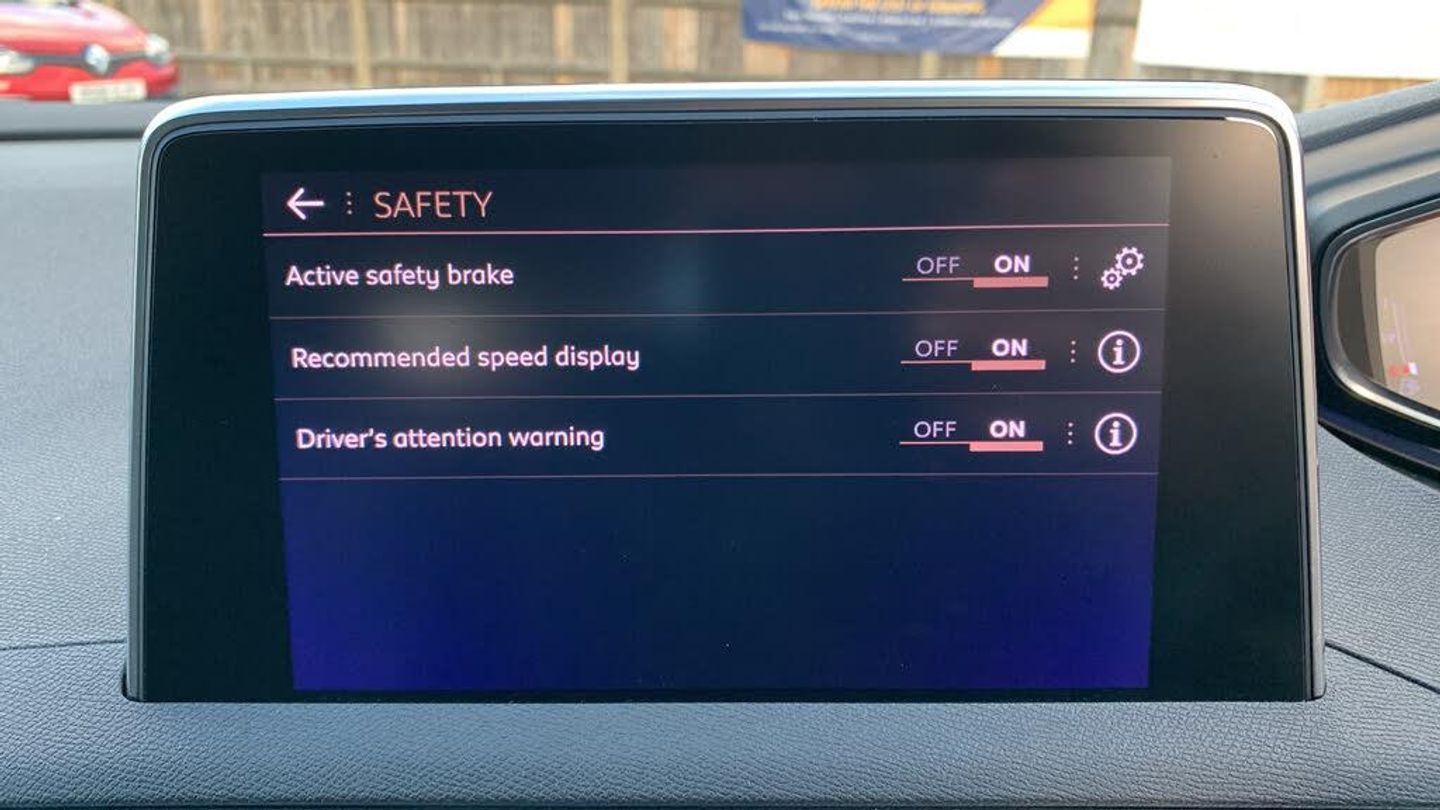 SAFETY
Active safety brake OFF ON
Recommended speed display OFF ON
Driver's attention warning OFF ON